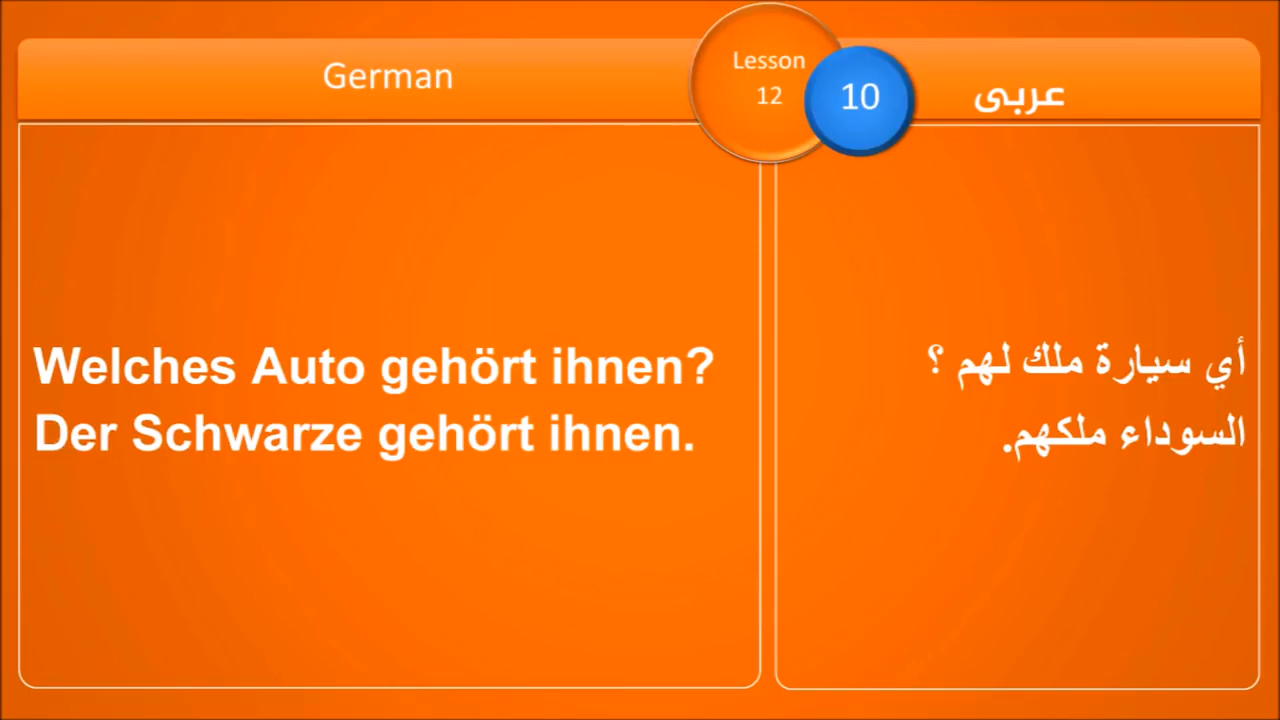 German
Lesson
12
10
عربى
Welches Auto gehört ihnen?
Der Schwarze gehört ihnen.
أي سيارة ملك لهم ؟
السوداء ملكهم.